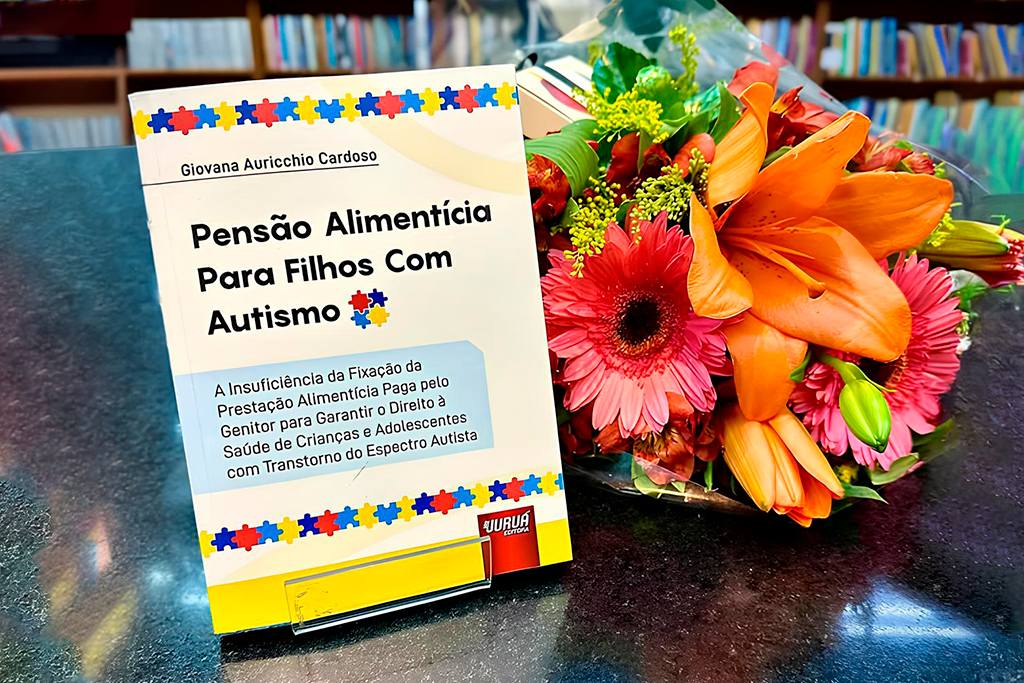 Giovana Auricchio Cardoso
Pensão Alimentícia
Para Filhos Com
Autismo
A Insuficiência da Fixação da
Prestação Alimentícia Paga pelo
Genitor para Garantir o Direito à
Saúde de Crianças e Adolescentes
com Transtorno do Espectro Autista
JURUÁ
EDITORA